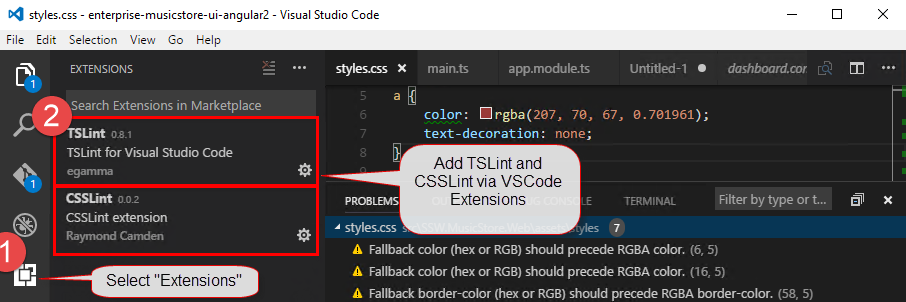 styles.css - enterprise-musicstore-ui-angular2 - Visual Studio Code
File Edit Selection View Go Help
EXTENSIONS
Search Extensions in Marketplace
1
2
TSLint 0.8.1
TSLint for Visual Studio Code
egamma
1
CSSLint 0.0.2
CSSLint extension
Raymond Camden
1
Select "Extensions"
styles.css main.ts app.module.ts Untitled-1 dashboard.con
5 a {
6 color: rgba(207, 70, 67, 0.701961);
7 text-decoration: none;
8 }
Add TSLint and
CSSLint via VSCode
Extensions
PROBLEMS CONSOLE TERMINAL Filter by type or t...
styles.css styles 7
Fallback color (hex or RGB) should precede RGBA color. (6, 5)
Fallback color (hex or RGB) should precede RGBA color. (16, 5)
Fallback border-color (hex or RGB) should precede RGBA border-color. (58, 5)